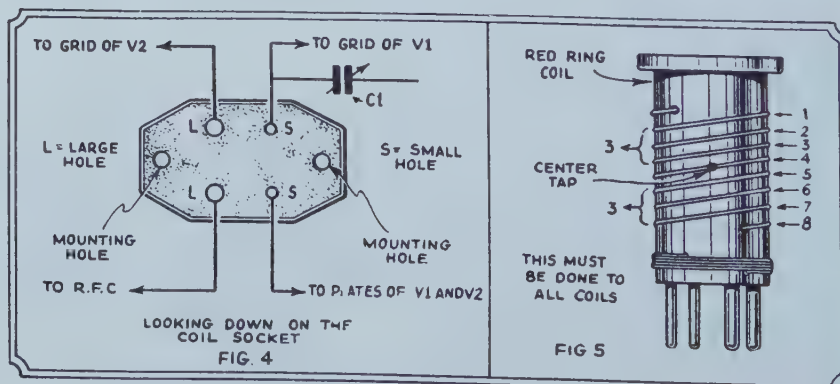 TO GRID OF V2
TO GRID OF V1
C1
L
S
L = LARGE
HOLE
S = SMALL
HOLE
L
S
MOUNTING
HOLE
MOUNTING
HOLE
TO R.F.C
TO PLATES OF V1 AND V2
LOOKING DOWN ON THE
COIL SOCKET
FIG. 4
RED RING
COIL
1
2
3
3
4
CENTER
TAP
5
6
3
7
8
THIS MUST
BE DONE TO
ALL COILS
FIG 5